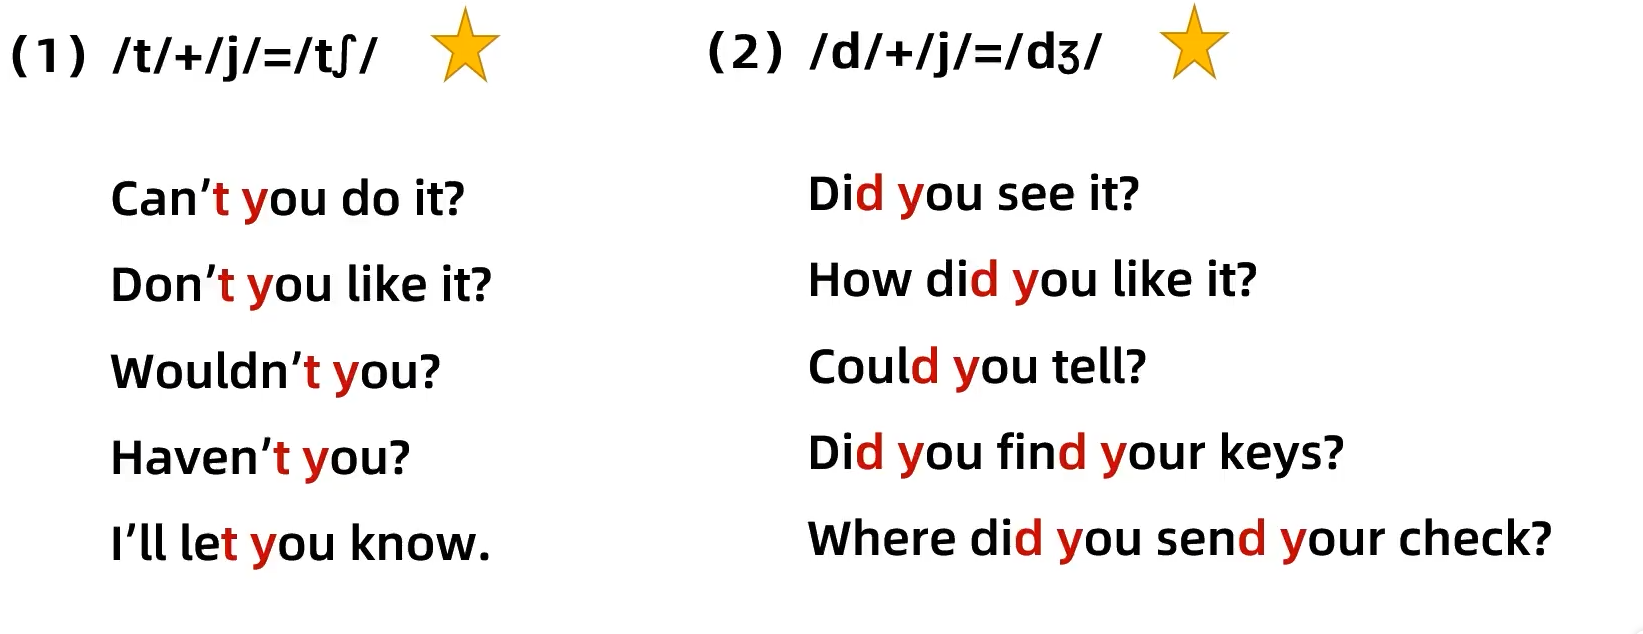 (1) /t/+/j/=/tʃ/
Can’t you do it?
Don’t you like it?
Wouldn’t you?
Haven’t you?
I’ll let you know.
(2) /d/+/j/=/dʒ/
Did you see it?
How did you like it?
Could you tell?
Did you find your keys?
Where did you send your check?